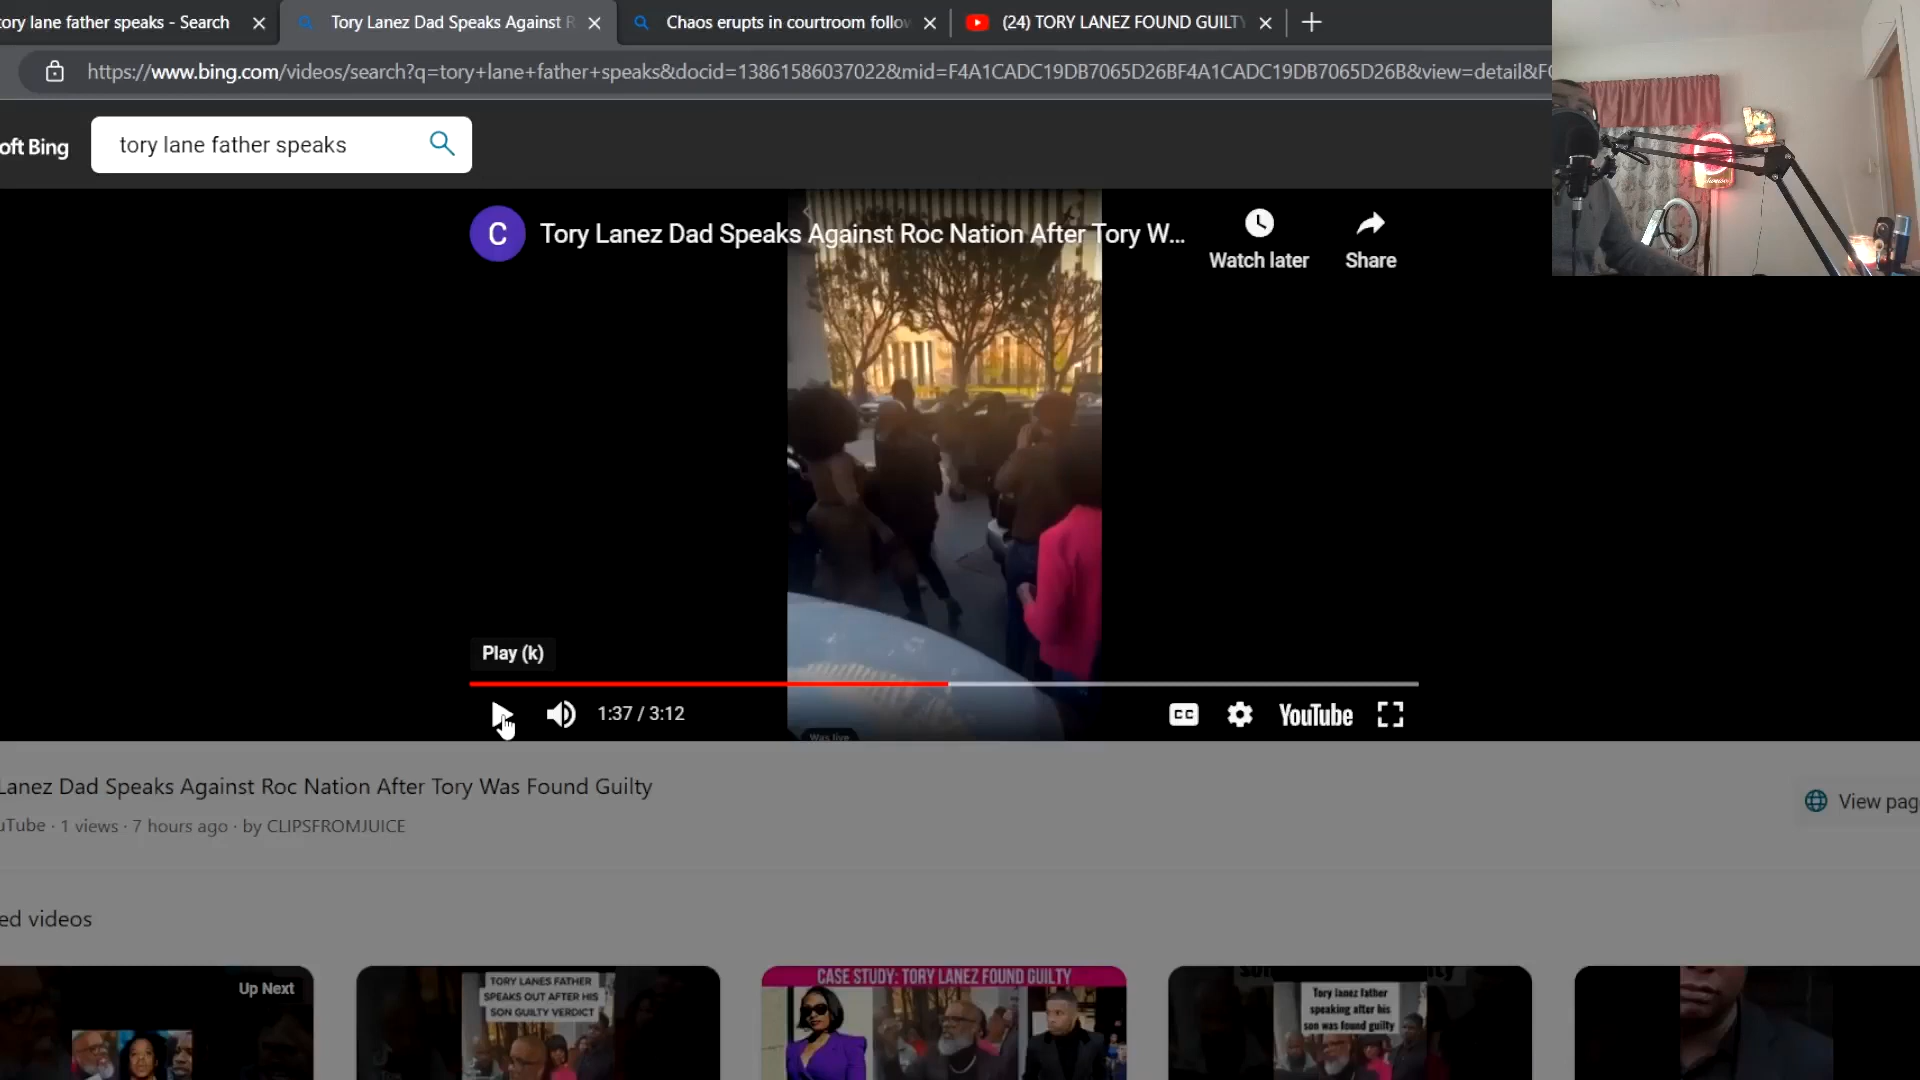 ory lane father speaks - Search
Tory Lanez Dad Speaks Against R
Chaos erupts in courtroom follo
(24) TORY LANEZ FOUND GUILTY
https://www.bing.com/videos/search?q=tory+lane+father+speaks&docid=13861586037022&mid=F4A1CADC19DB7065D26BF4A1CADC19DB7065D26B&view=detail&F
oft Bing
tory lane father speaks
C
Tory Lanez Dad Speaks Against Roc Nation After Tory W...
Watch later
Share
Play (k)
1:37 / 3:12
CC
YouTube
Was live
Lanez Dad Speaks Against Roc Nation After Tory Was Found Guilty
uTube · 1 views · 7 hours ago · by CLIPSFROMJUICE
View pag
ed videos
Up Next
TORY LANES FATHER
SPEAKS OUT AFTER HIS
SON GUILTY VERDICT
CASE STUDY: TORY LANEZ FOUND GUILTY
Tory lanez father
speaking after his
son was found guilty